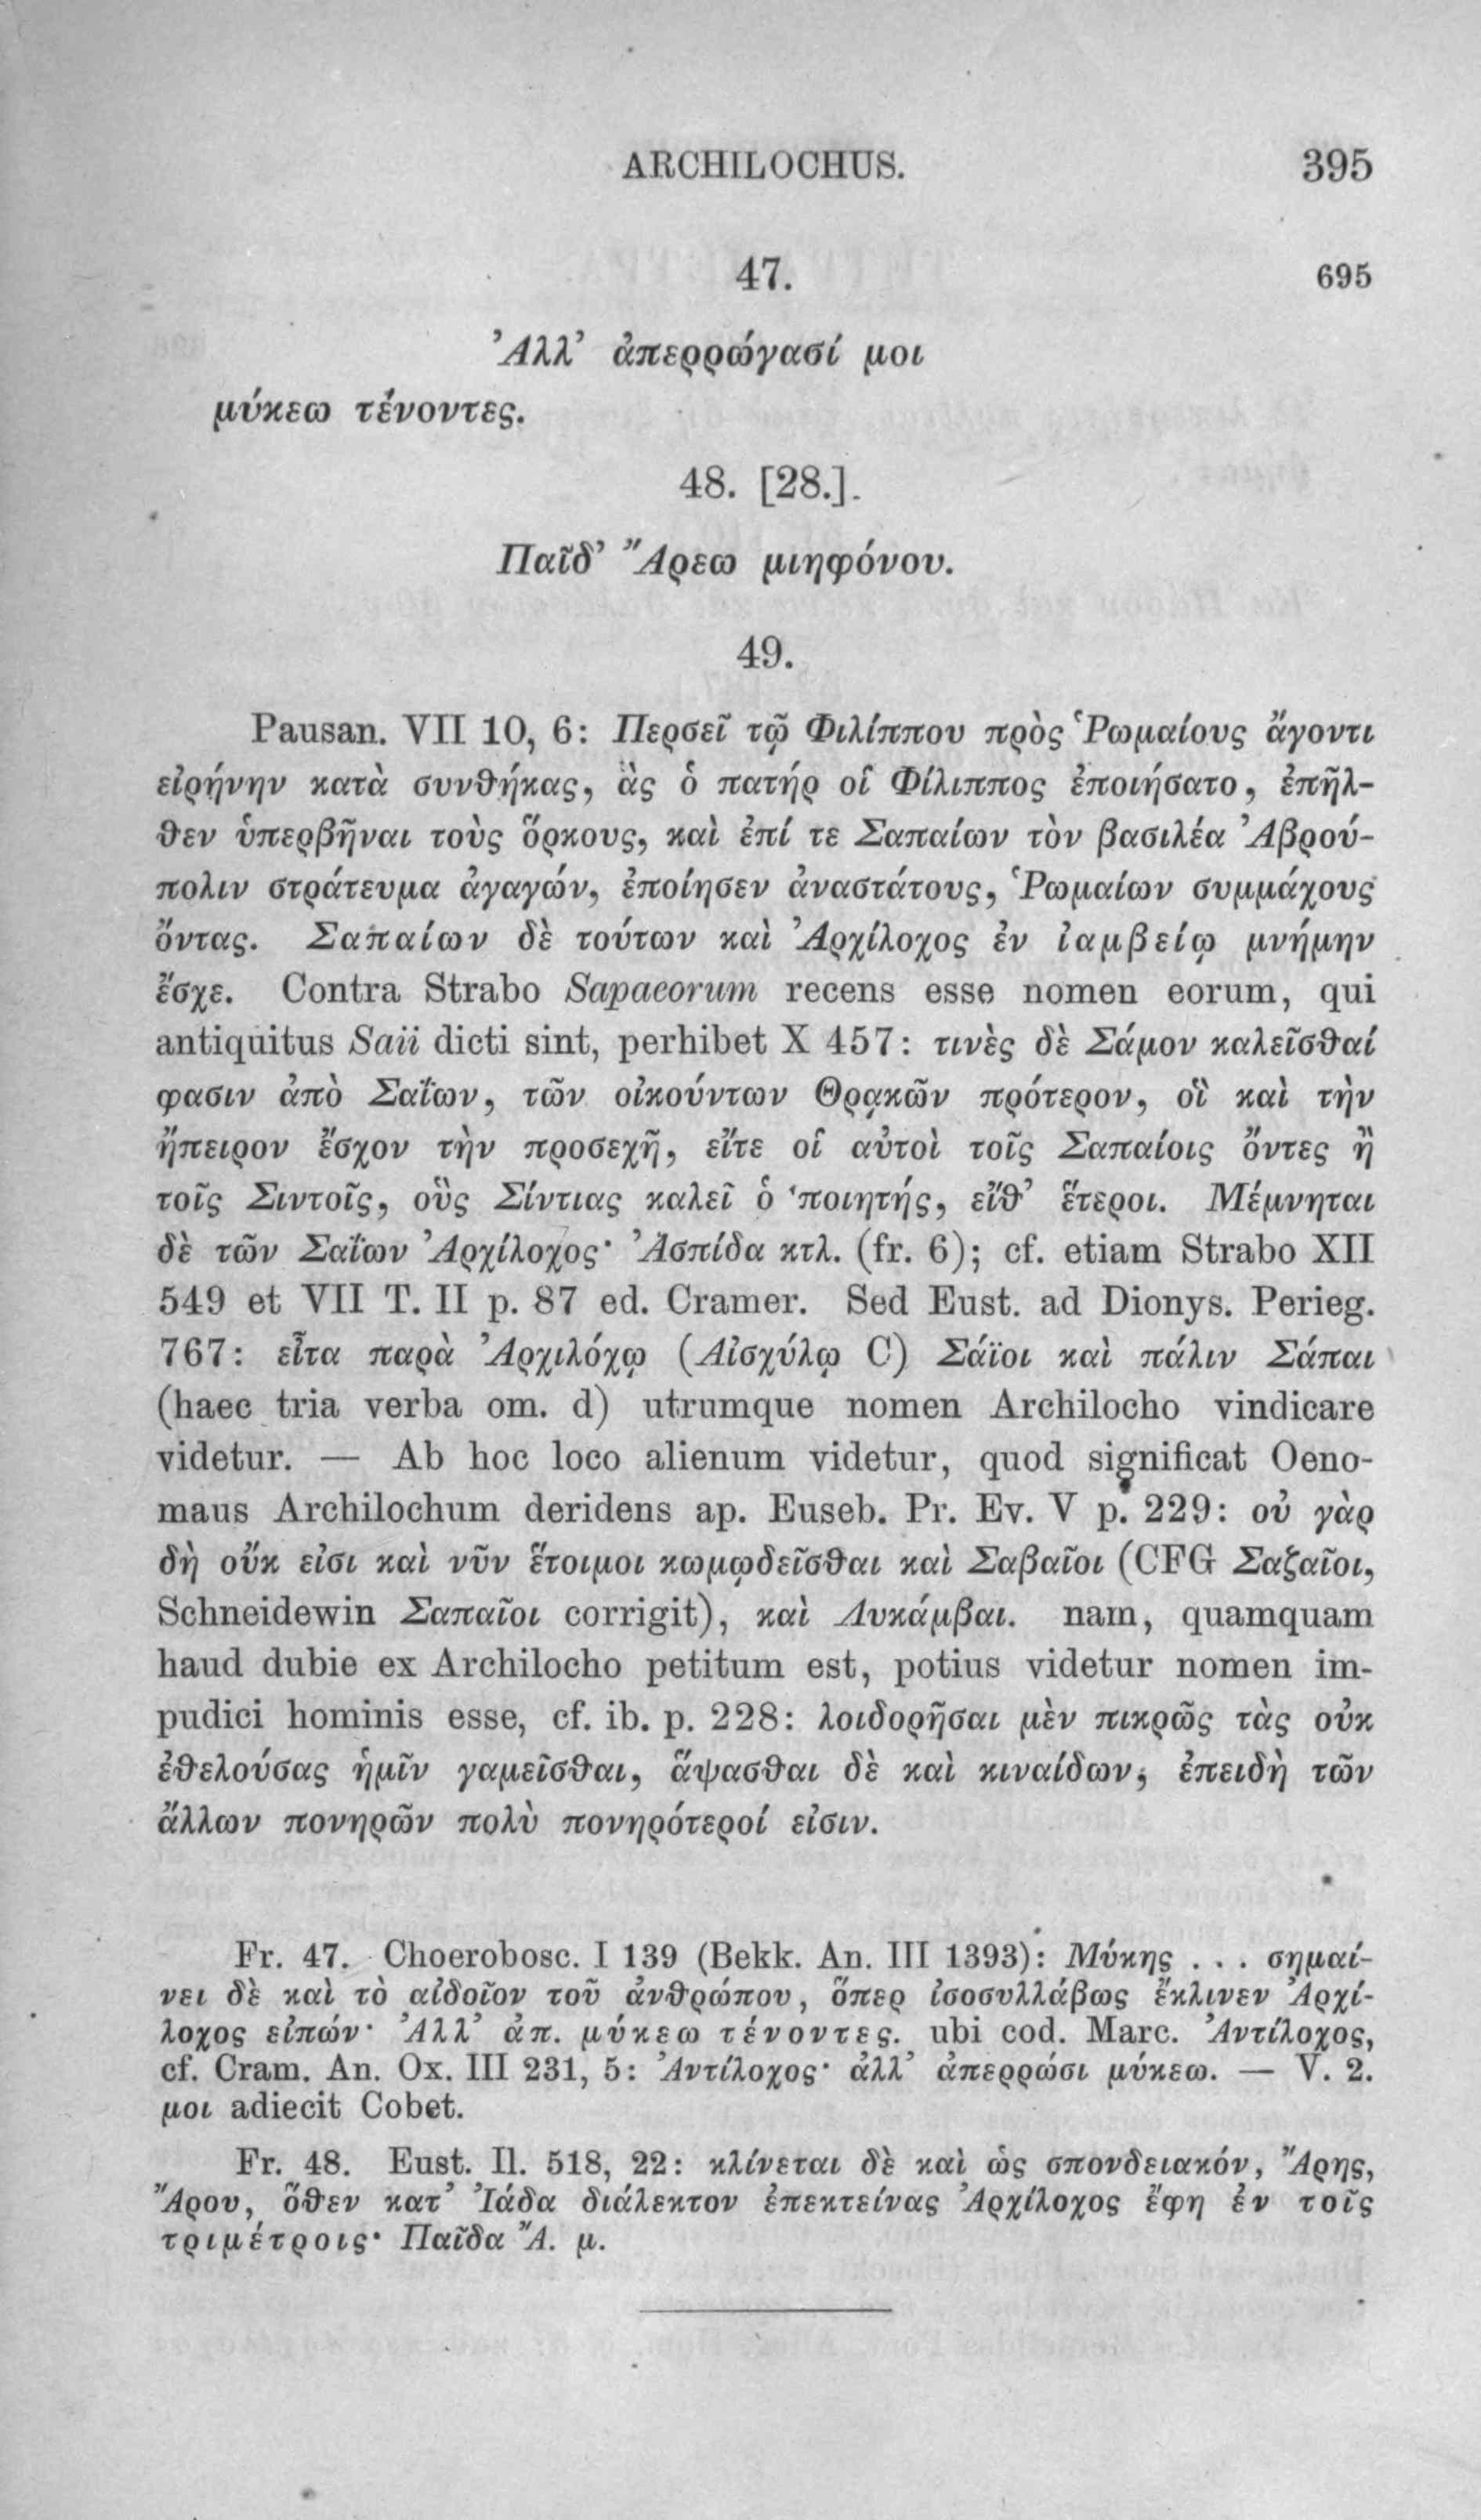 ARCHILOCHUS. 395
47. 695
Ἀλλ’ ἀπερρώγασί μοι
μύκεω τένοντες.
48. [28.].
Παῖδ’ Ἄρεω μιηφόνου.
49.
Pausan. VII 10, 6: Περσεῖ τῷ Φιλίππου πρὸς Ῥωμαίους ἄγοντι
εἰρήνην κατὰ συνθήκας, ἃς ὁ πατήρ οἱ Φίλιππος ἐποιήσατο, ἐπῆλ-
θεν ὑπερβῆναι τοὺς ὅρκους, καὶ ἐπί τε Σαπαίων τὸν βασιλέα Ἀβρού-
πολιν στράτευμα ἀγαγών, ἐποίησεν ἀναστάτους, Ῥωμαίων συμμάχους
ὄντας. Σαπαίων δὲ τούτων καὶ Ἀρχίλοχος ἐν ἰαμβείῳ μνήμην
ἔσχε. Contra Strabo Sapaeorum recens esse nomen eorum, qui
antiquitus Saii dicti sint, perhibet X 457: τινὲς δὲ Σάμον καλεῖσθαί
φασιν ἀπὸ Σαΐων, τῶν οἰκούντων Θρᾳκῶν πρότερον, οἳ καὶ τὴν
ἤπειρον ἔσχον τὴν προσεχῆ, εἴτε οἱ αὐτοὶ τοῖς Σαπαίοις ὄντες ἢ
τοῖς Σιντοῖς, οὓς Σίντιας καλεῖ ὁ ποιητής, εἴθ’ ἕτεροι. Μέμνηται
δὲ τῶν Σαΐων Ἀρχίλοχος· Ἀσπίδα κτλ. (fr. 6); cf. etiam Strabo XII
549 et VII T. II p. 87 ed. Cramer. Sed Eust. ad Dionys. Perieg.
767: εἶτα παρὰ Ἀρχιλόχῳ (Αἰσχύλῳ C) Σάϊοι καὶ πάλιν Σάπαι
(haec tria verba om. d) utrumque nomen Archilocho vindicare
videtur. — Ab hoc loco alienum videtur, quod significat Oeno-
maus Archilochum deridens ap. Euseb. Pr. Ev. V p. 229: οὐ γὰρ
δὴ οὔκ εἰσι καὶ νῦν ἕτοιμοι κωμῳδεῖσθαι καὶ Σαβαῖοι (CFG Σαζαῖοι,
Schneidewin Σαπαῖοι corrigit), καὶ Λυκάμβαι. nam, quamquam
haud dubie ex Archilocho petitum est, potius videtur nomen im-
pudici hominis esse, cf. ib. p. 228: λοιδορῆσαι μὲν πικρῶς τὰς οὐκ
ἐθελούσας ἡμῖν γαμεῖσθαι, ἅψασθαι δὲ καὶ κιναίδων, ἐπειδὴ τῶν
ἄλλων πονηρῶν πολὺ πονηρότεροί εἰσιν.
Fr. 47. Choerobosc. I 139 (Bekk. An. III 1393): Μύκης . . . σημαί-
νει δὲ καὶ τὸ αἰδοῖον τοῦ ἀνθρώπου, ὅπερ ἰσοσυλλάβως ἔκλινεν Ἀρχί-
λοχος εἰπών· Ἀλλ’ ἀπ. μύκεω τένοντες. ubi cod. Marc. Ἀντίλοχος,
cf. Cram. An. Ox. III 231, 5: Ἀντίλοχος· ἀλλ’ ἀπερρώσι μύκεω. — V. 2.
μοι adiecit Cobet.
Fr. 48. Eust. Il. 518, 22: κλίνεται δὲ καὶ ὡς σπονδειακόν, Ἄρης,
Ἄρου, ὅθεν κατ’ Ἰάδα διάλεκτον ἐπεκτείνας Ἀρχίλοχος ἔφη ἐν τοῖς
τριμέτροις· Παῖδα Ἄ. μ.